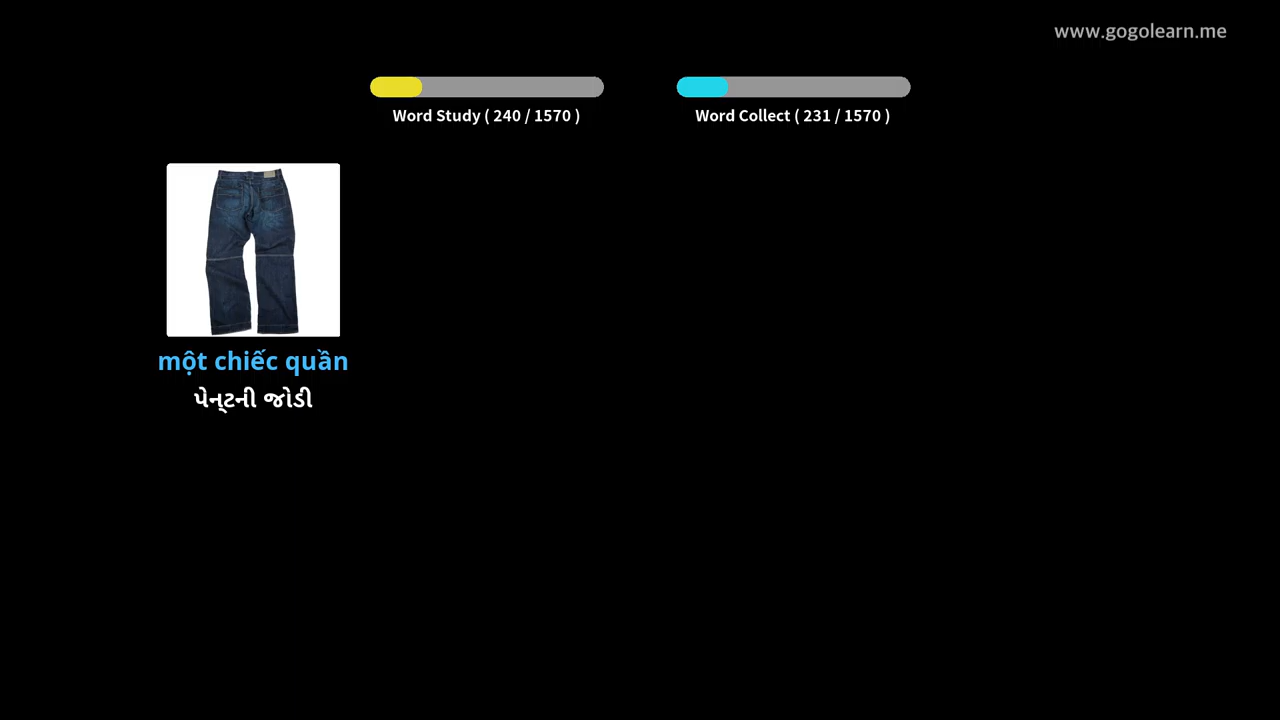 www.gogolearn.me
Word Study ( 240 / 1570 )
Word Collect ( 231 / 1570 )
một chiếc quần
પેન્ટની જોડી